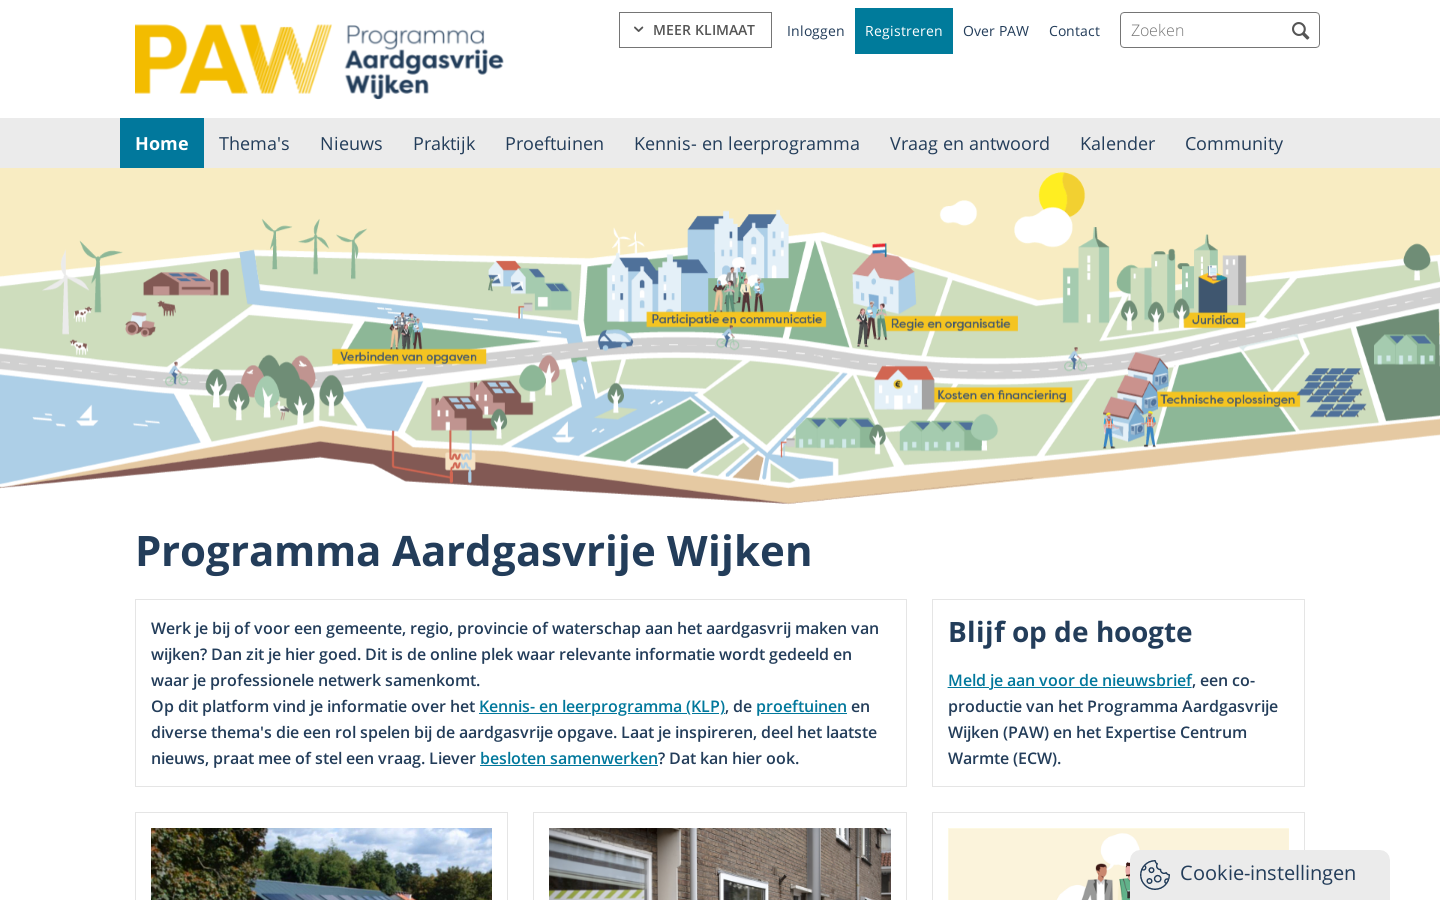 PAW Programma
Aardgasvrije
Wijken
MEER KLIMAAT
Inloggen
Registreren
Over PAW
Contact
Zoeken
Home
Thema's
Nieuws
Praktijk
Proeftuinen
Kennis- en leerprogramma
Vraag en antwoord
Kalender
Community
Participatie en communicatie
Regie en organisatie
Juridica
Verbinden van opgaven
Kosten en financiering
Technische oplossingen
Programma Aardgasvrije Wijken
Werk je bij of voor een gemeente, regio, provincie of waterschap aan het aardgasvrij maken van
wijken? Dan zit je hier goed. Dit is de online plek waar relevante informatie wordt gedeeld en
waar je professionele netwerk samenkomt.
Op dit platform vind je informatie over het Kennis- en leerprogramma (KLP), de proeftuinen en
diverse thema's die een rol spelen bij de aardgasvrije opgave. Laat je inspireren, deel het laatste
nieuws, praat mee of stel een vraag. Liever besloten samenwerken? Dat kan hier ook.
Blijf op de hoogte
Meld je aan voor de nieuwsbrief, een co-
productie van het Programma Aardgasvrije
Wijken (PAW) en het Expertise Centrum
Warmte (ECW).
Cookie-instellingen